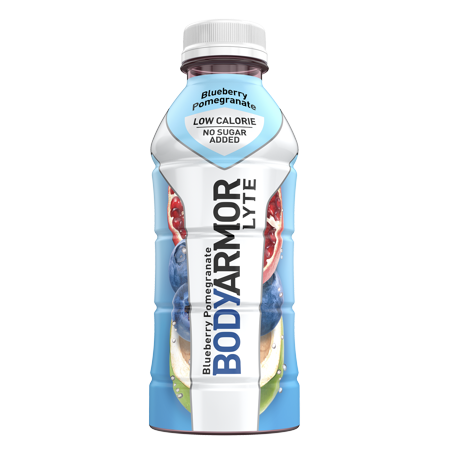 Blueberry
Pomegranate
LOW CALORIE
NO SUGAR
ADDED
Blueberry Pomegranate
BODYARMOR
LYTE